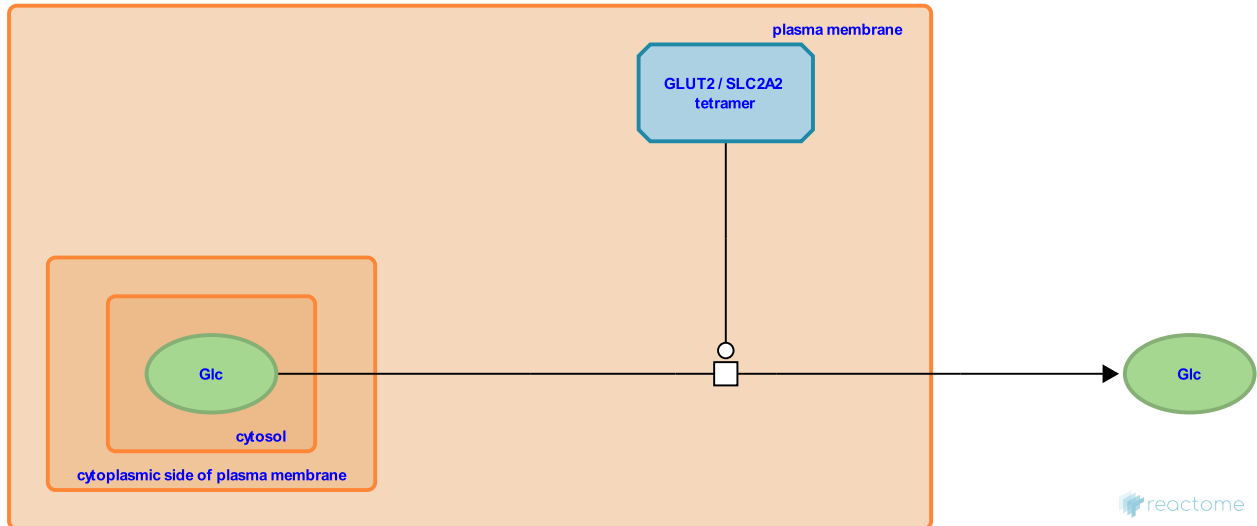 plasma membrane
GLUT2 / SLC2A2
tetramer
Glc
Glc
cytosol
cytoplasmic side of plasma membrane
reactome